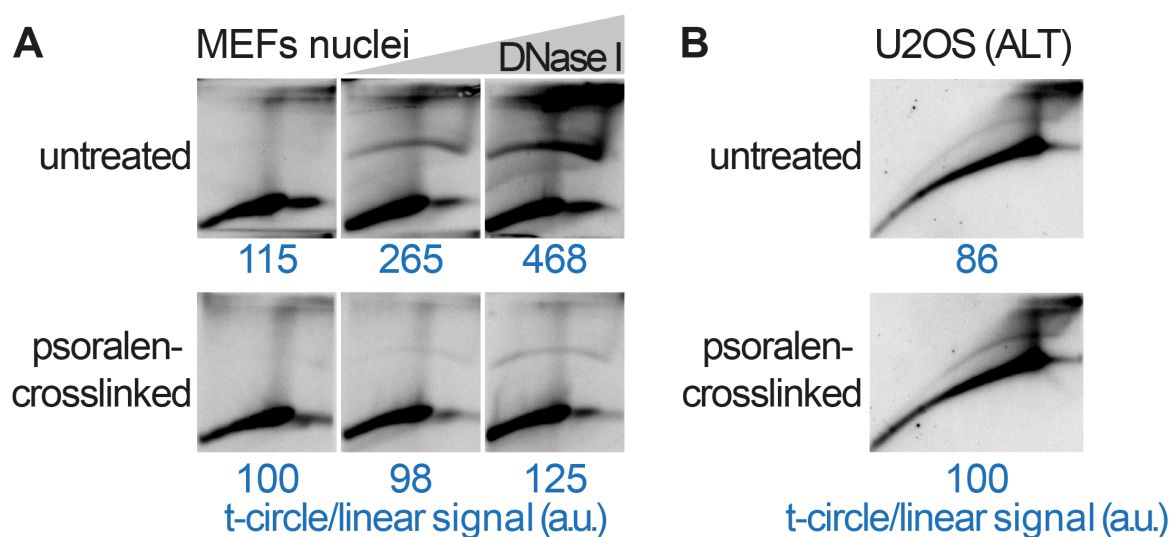 A
MEFs nuclei
DNase I
untreated
115 265 468
psoralen-
crosslinked
100 98 125
t-circle/linear signal (a.u.)
B
U2OS (ALT)
untreated
86
psoralen-
crosslinked
100
t-circle/linear signal (a.u.)